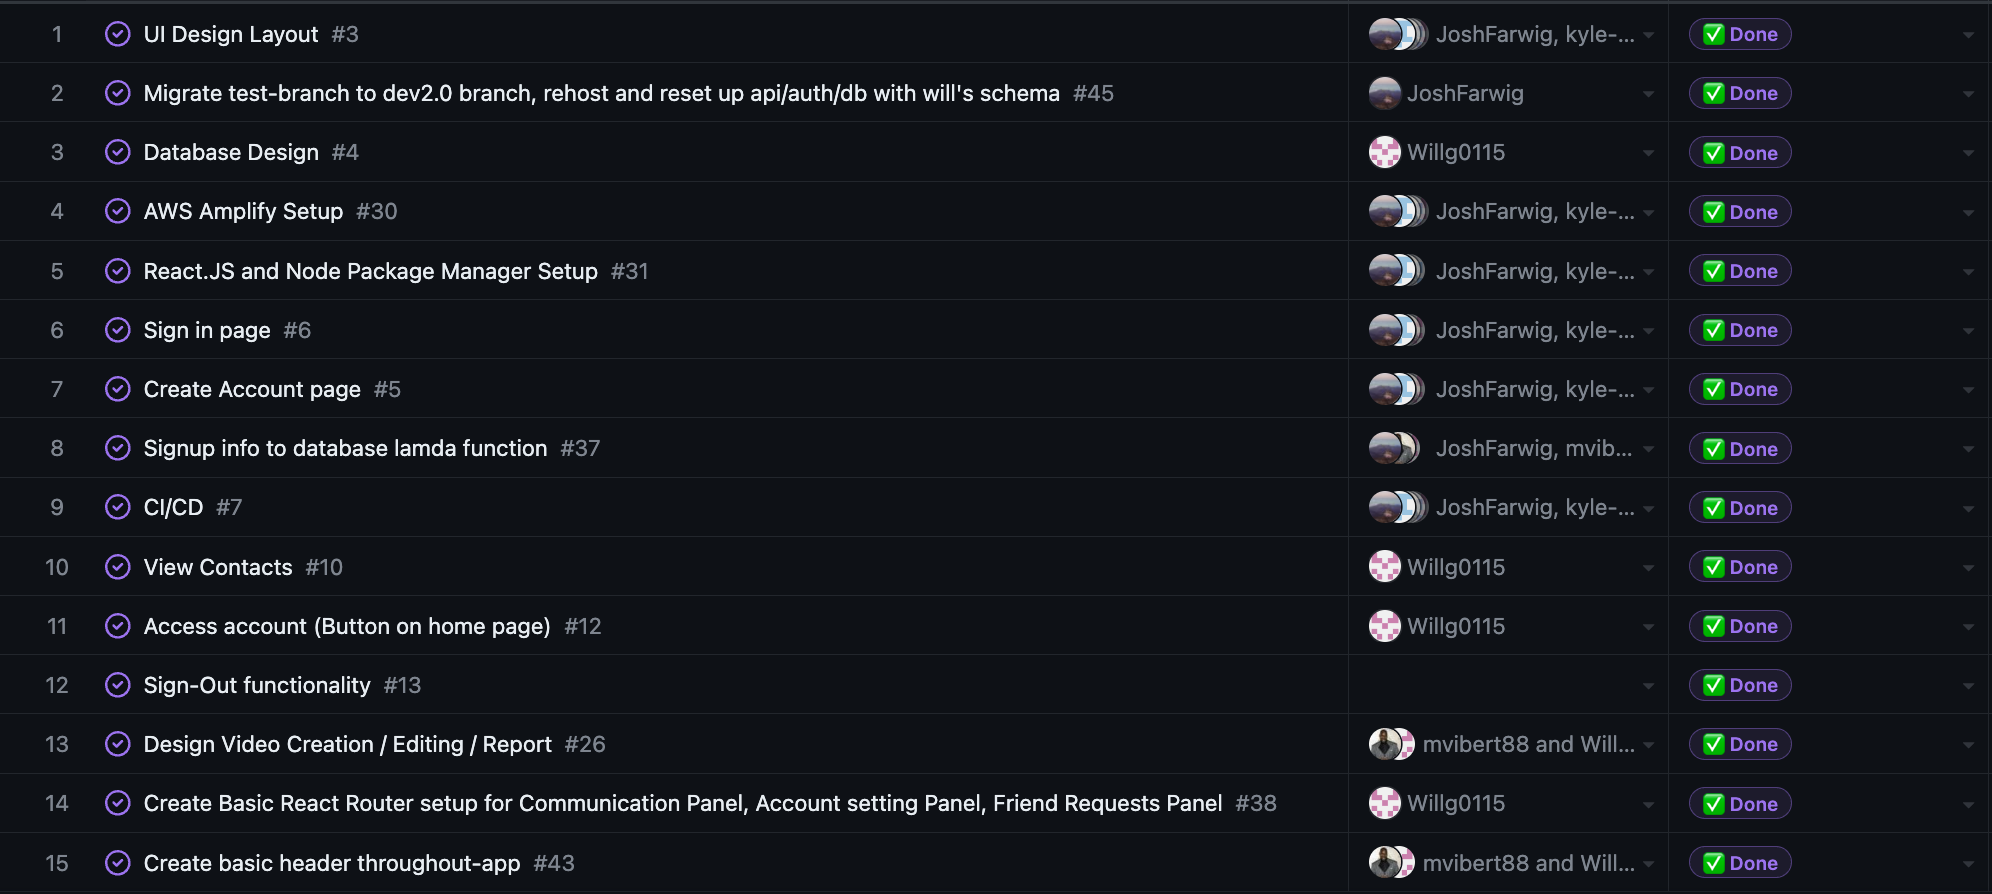 1 UI Design Layout #3 JoshFarwig, kyle-... Done
2 Migrate test-branch to dev2.0 branch, rehost and reset up api/auth/db with will's schema #45 JoshFarwig Done
3 Database Design #4 Willg0115 Done
4 AWS Amplify Setup #30 JoshFarwig, kyle-... Done
5 React.JS and Node Package Manager Setup #31 JoshFarwig, kyle-... Done
6 Sign in page #6 JoshFarwig, kyle-... Done
7 Create Account page #5 JoshFarwig, kyle-... Done
8 Signup info to database lamda function #37 JoshFarwig, mvib... Done
9 CI/CD #7 JoshFarwig, kyle-... Done
10 View Contacts #10 Willg0115 Done
11 Access account (Button on home page) #12 Willg0115 Done
12 Sign-Out functionality #13 Done
13 Design Video Creation / Editing / Report #26 mvibert88 and Will... Done
14 Create Basic React Router setup for Communication Panel, Account setting Panel, Friend Requests Panel #38 Willg0115 Done
15 Create basic header throughout-app #43 mvibert88 and Will... Done